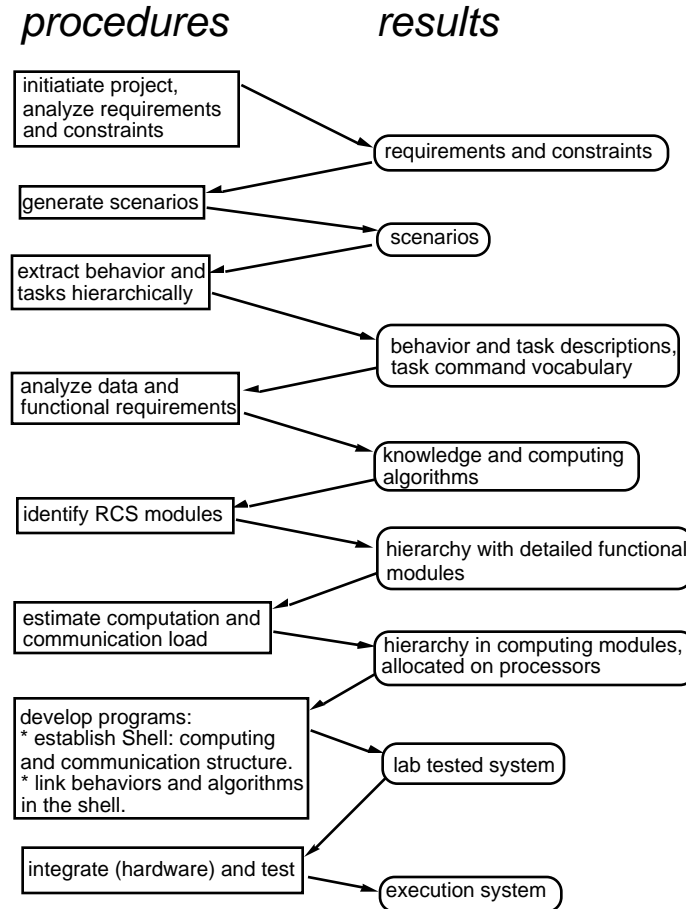 procedures
results
initiatiate project,
analyze requirements
and constraints
requirements and constraints
generate scenarios
scenarios
extract behavior and
tasks hierarchically
behavior and task descriptions,
task command vocabulary
analyze data and
functional requirements
knowledge and computing
algorithms
identify RCS modules
hierarchy with detailed functional
modules
estimate computation and
communication load
hierarchy in computing modules,
allocated on processors
develop programs:
* establish Shell: computing
and communication structure.
* link behaviors and algorithms
in the shell.
lab tested system
integrate (hardware) and test
execution system